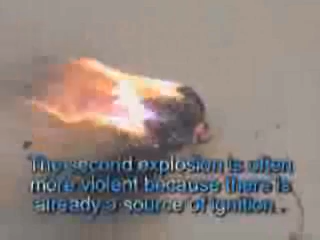 The second explosion is often
more violent because there is
already a source of ignition .